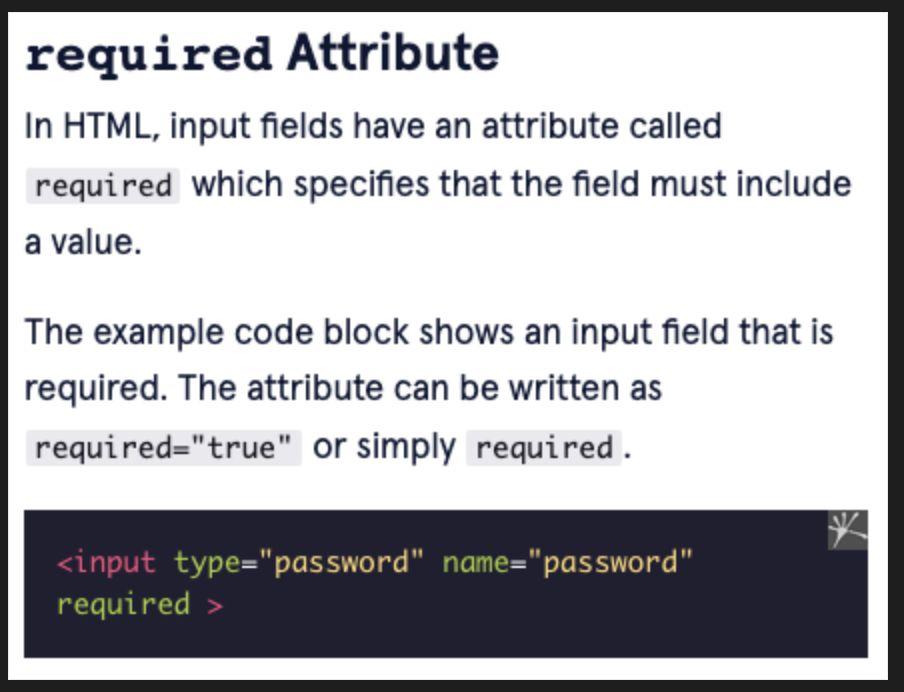 required Attribute
In HTML, input fields have an attribute called
required which specifies that the field must include
a value.
The example code block shows an input field that is
required. The attribute can be written as
required="true" or simply required.
<input type="password" name="password"
required >